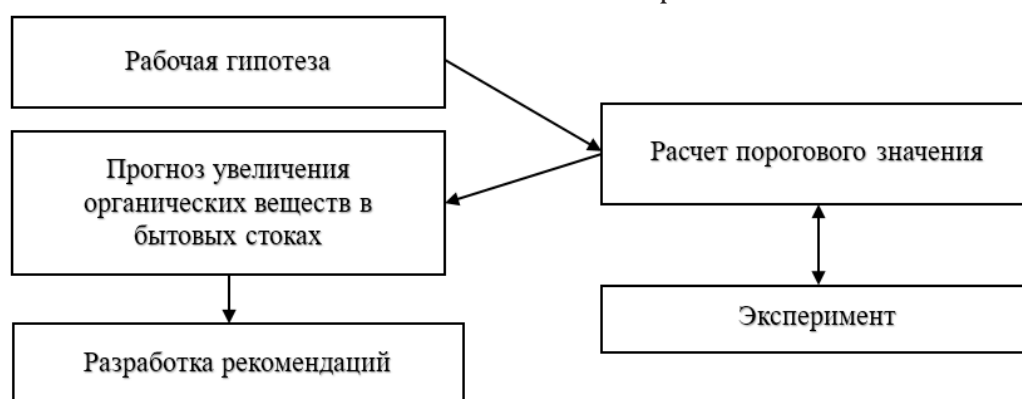 Рабочая гипотеза
Прогноз увеличения
органических веществ в
бытовых стоках
Разработка рекомендаций
Расчет порогового значения
Эксперимент